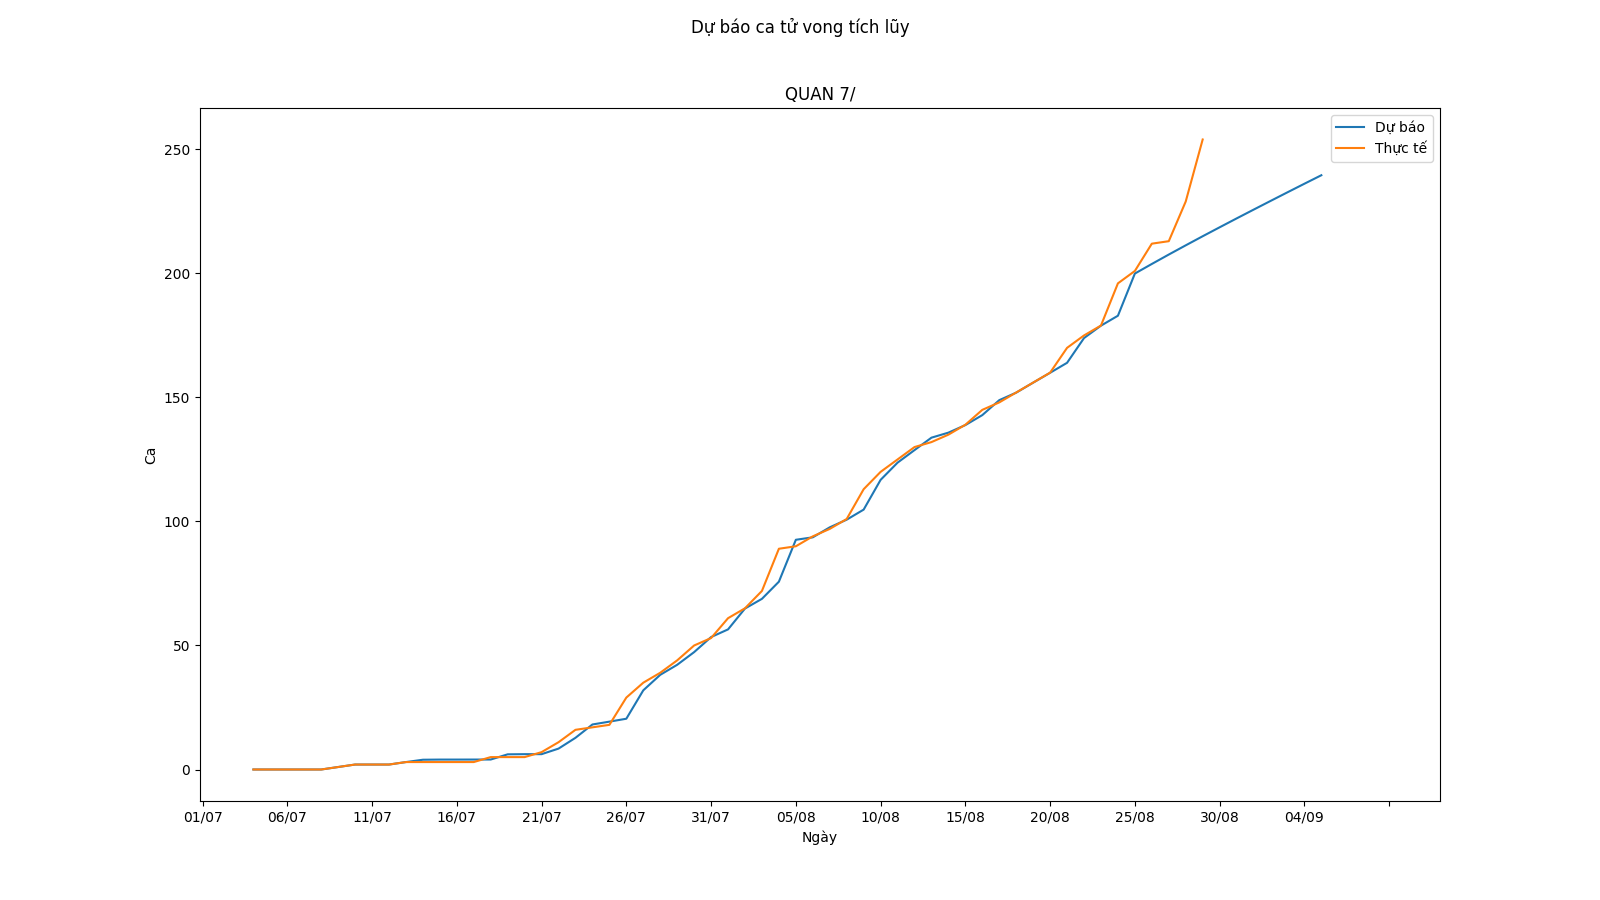 Dự báo ca tử vong tích lũy
QUAN 7/
Dự báo
Thực tế
250
200
150
100
50
0
Ca
01/07 06/07 11/07 16/07 21/07 26/07 31/07 05/08 10/08 15/08 20/08 25/08 30/08 04/09
Ngày